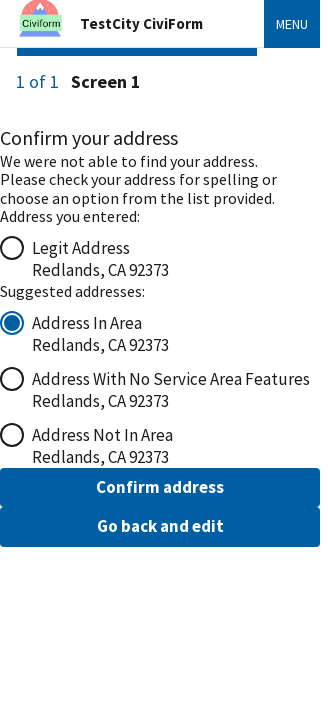 Civiform
TestCity CiviForm
MENU
1 of 1 Screen 1
Confirm your address
We were not able to find your address.
Please check your address for spelling or
choose an option from the list provided.
Address you entered:
Legit Address
Redlands, CA 92373
Suggested addresses:
Address In Area
Redlands, CA 92373
Address With No Service Area Features
Redlands, CA 92373
Address Not In Area
Redlands, CA 92373
Confirm address
Go back and edit